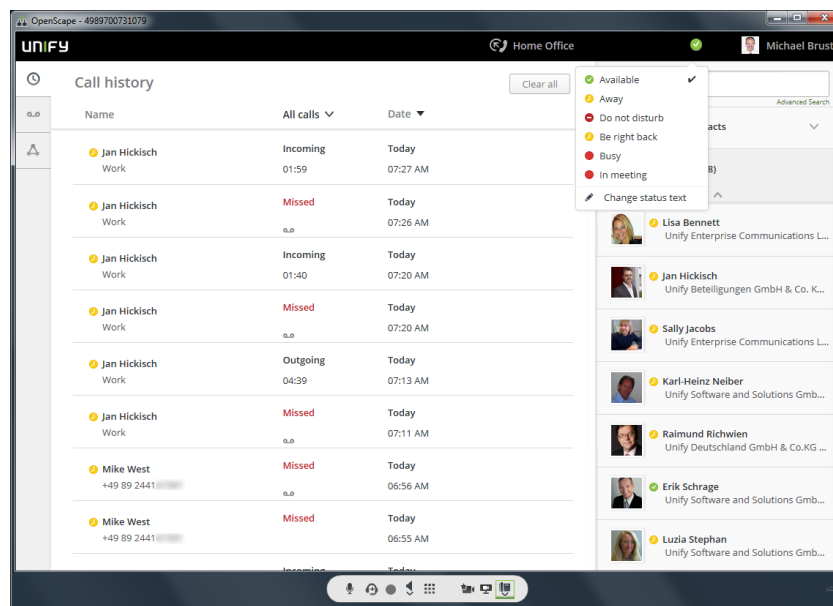 OpenScape - 4989700731079
UNIFY
Home Office
Michael Brust
Call history
Clear all
Name
All calls
Date
Jan Hickisch
Work
Incoming
01:59
Today
07:27 AM
Jan Hickisch
Work
Missed
Today
07:26 AM
Jan Hickisch
Work
Incoming
01:40
Today
07:20 AM
Jan Hickisch
Work
Missed
Today
07:20 AM
Jan Hickisch
Work
Outgoing
04:39
Today
07:13 AM
Jan Hickisch
Work
Missed
Today
07:11 AM
Mike West
+49 89 2441
Missed
Today
06:56 AM
Mike West
+49 89 2441
Missed
Today
06:55 AM
Incoming
Today
Available
Away
Do not disturb
Be right back
Busy
In meeting
Change status text
Advanced Search
acts
8)
Lisa Bennett
Unify Enterprise Communications L...
Jan Hickisch
Unify Beteiligungen GmbH & Co. K...
Sally Jacobs
Unify Enterprise Communications L...
Karl-Heinz Neiber
Unify Software and Solutions Gmb...
Raimund Richwien
Unify Deutschland GmbH & Co.KG ...
Erik Schrage
Unify Software and Solutions Gmb...
Luzia Stephan
Unify Software and Solutions Gmb...